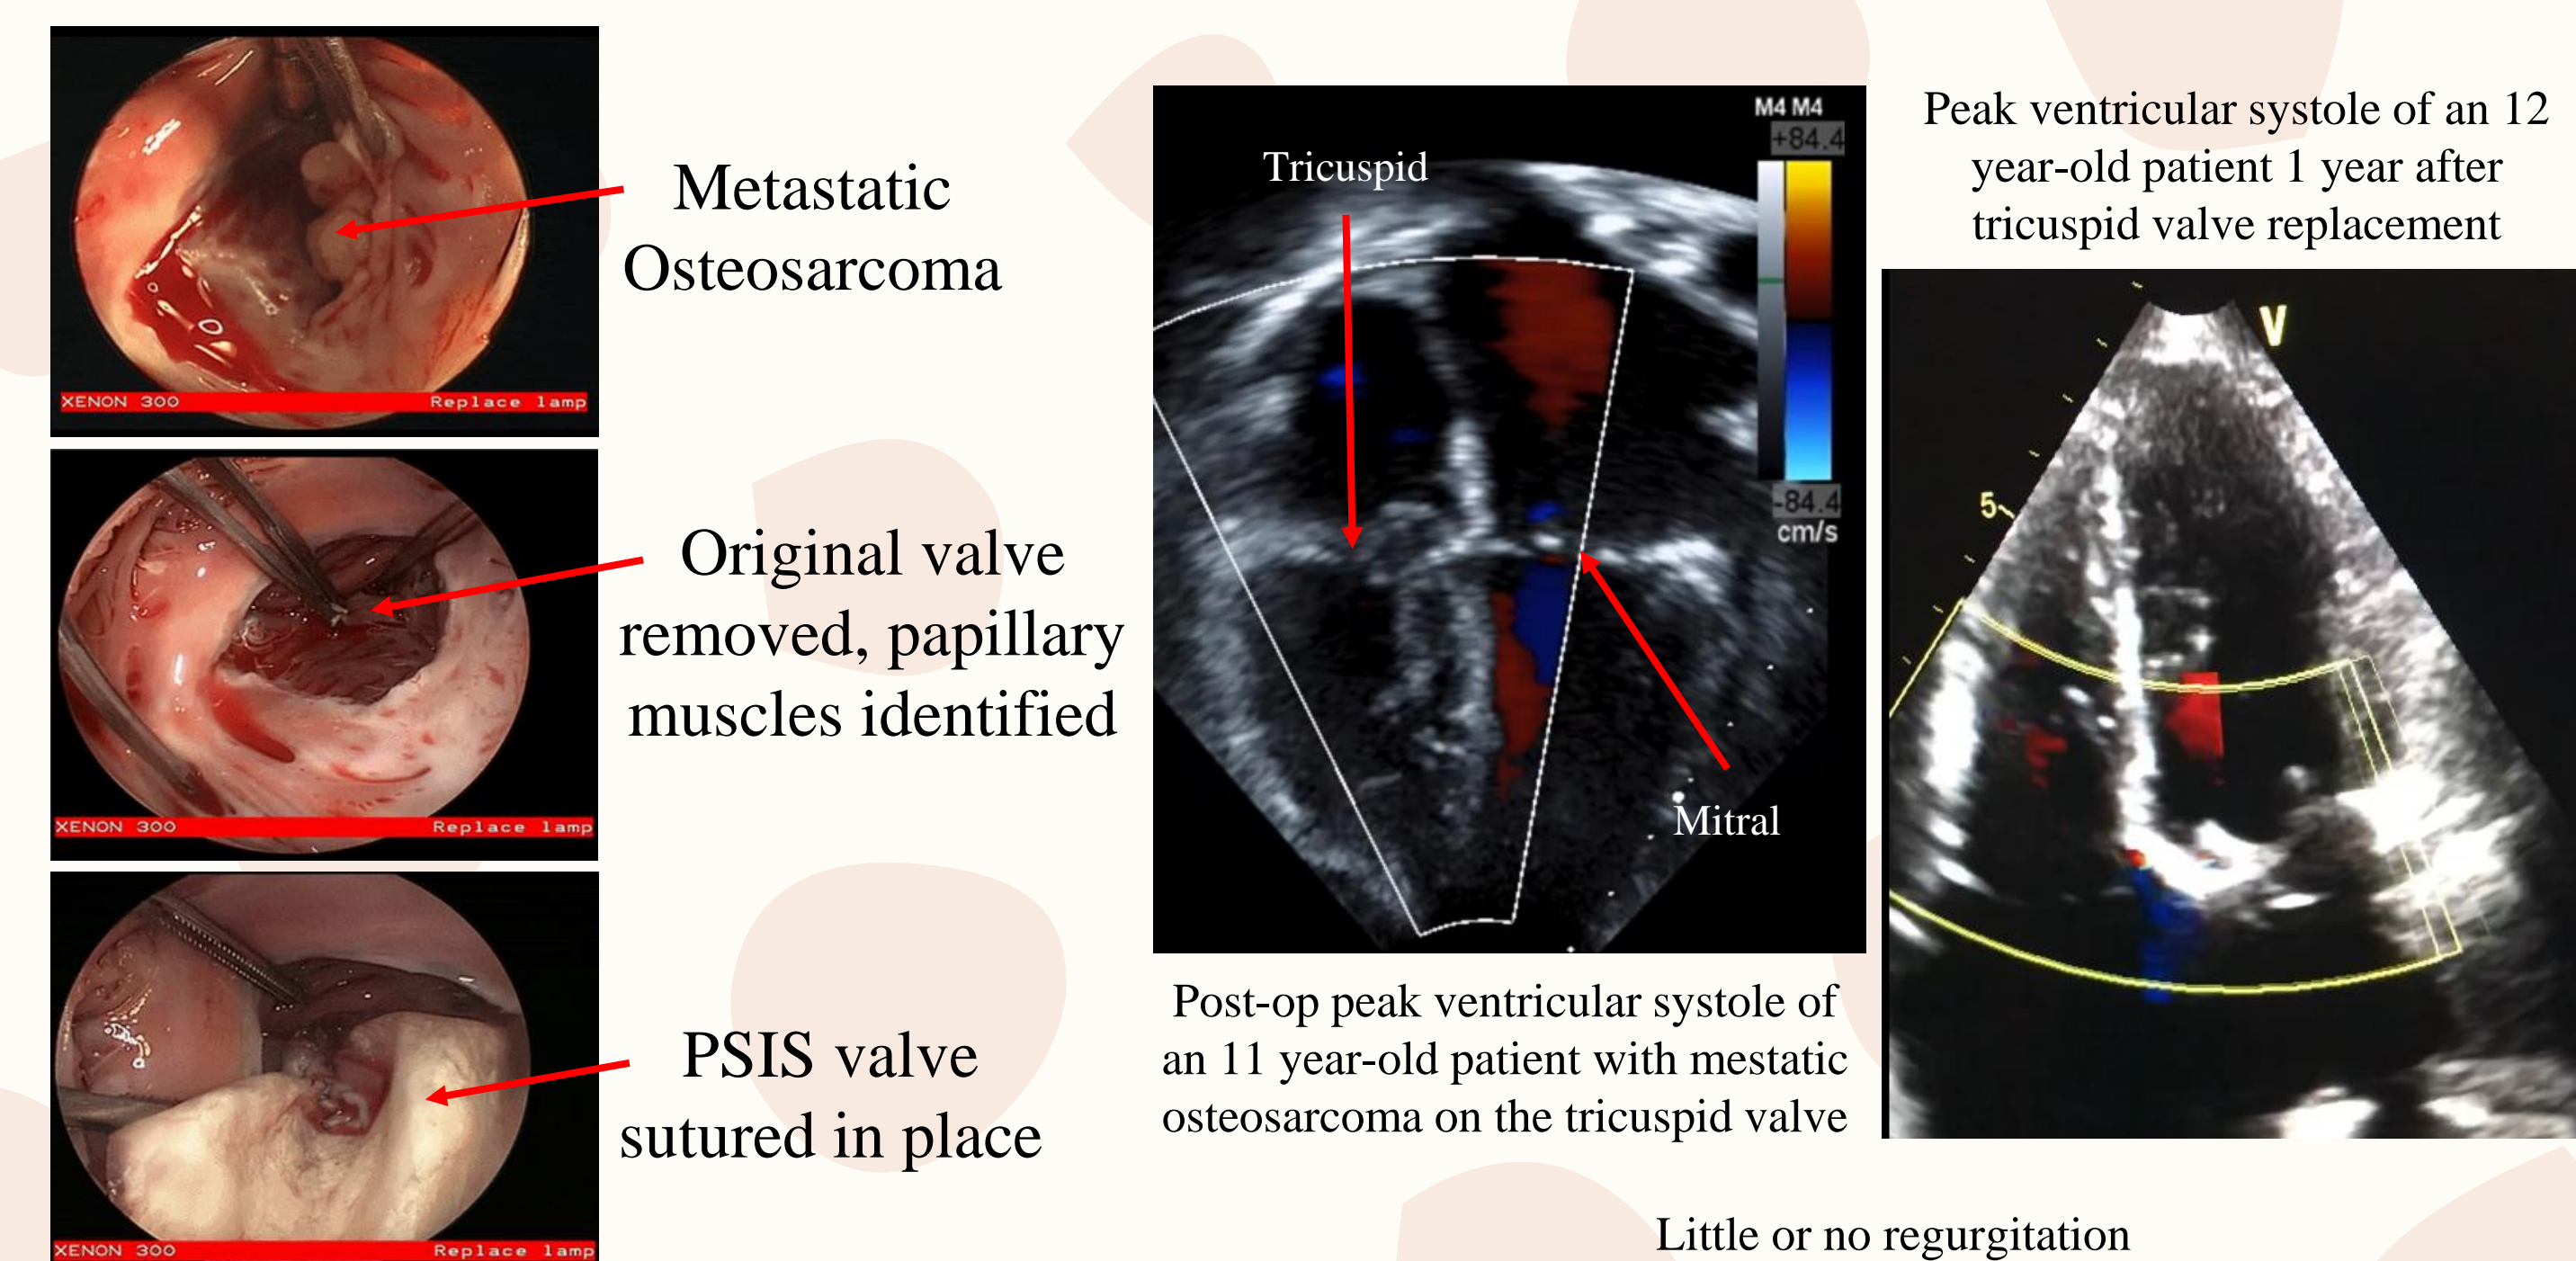 XENON 300 Replace lamp
Metastatic
Osteosarcoma
XENON 300 Replace lamp
Original valve
removed, papillary
muscles identified
XENON 300 Replace lamp
PSIS valve
sutured in place
M4 M4
+84.4
Tricuspid
-84.4
cm/s
Mitral
Post-op peak ventricular systole of
an 11 year-old patient with mestatic
osteosarcoma on the tricuspid valve
Peak ventricular systole of an 12
year-old patient 1 year after
tricuspid valve replacement
V
5
Little or no regurgitation